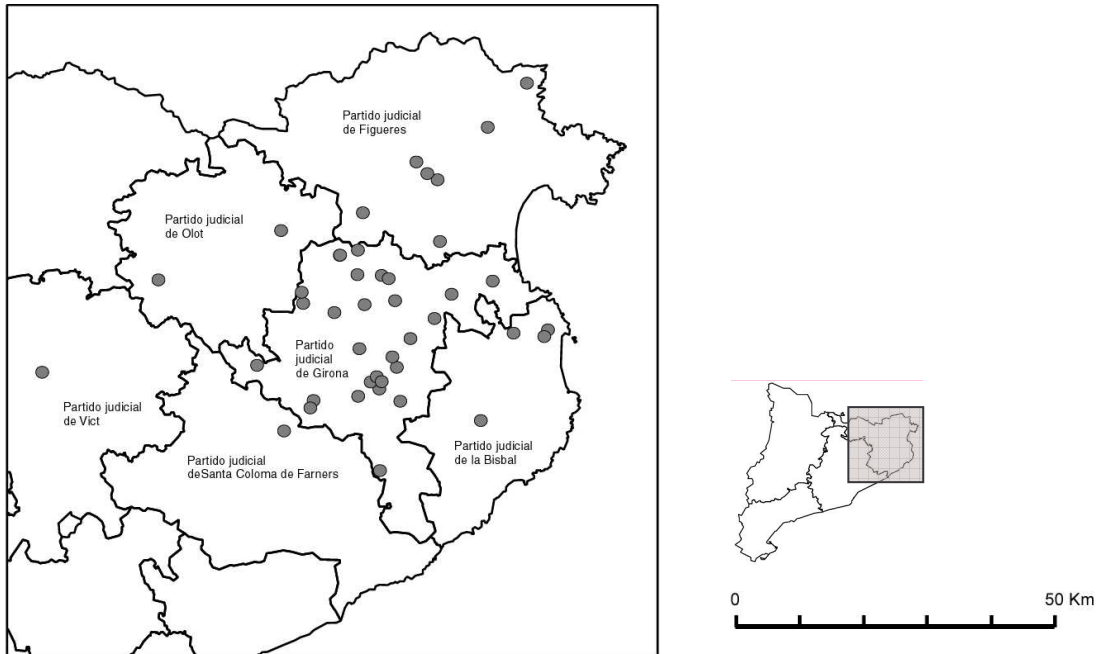 Partido judicial
de Figueres
Partido judicial
de Olot
Partido
judicial
de Girona
Partido judicial
de Vict
Partido judicial
deSanta Coloma de Farners
Partido judicial
de la Bisbal
0
50 Km